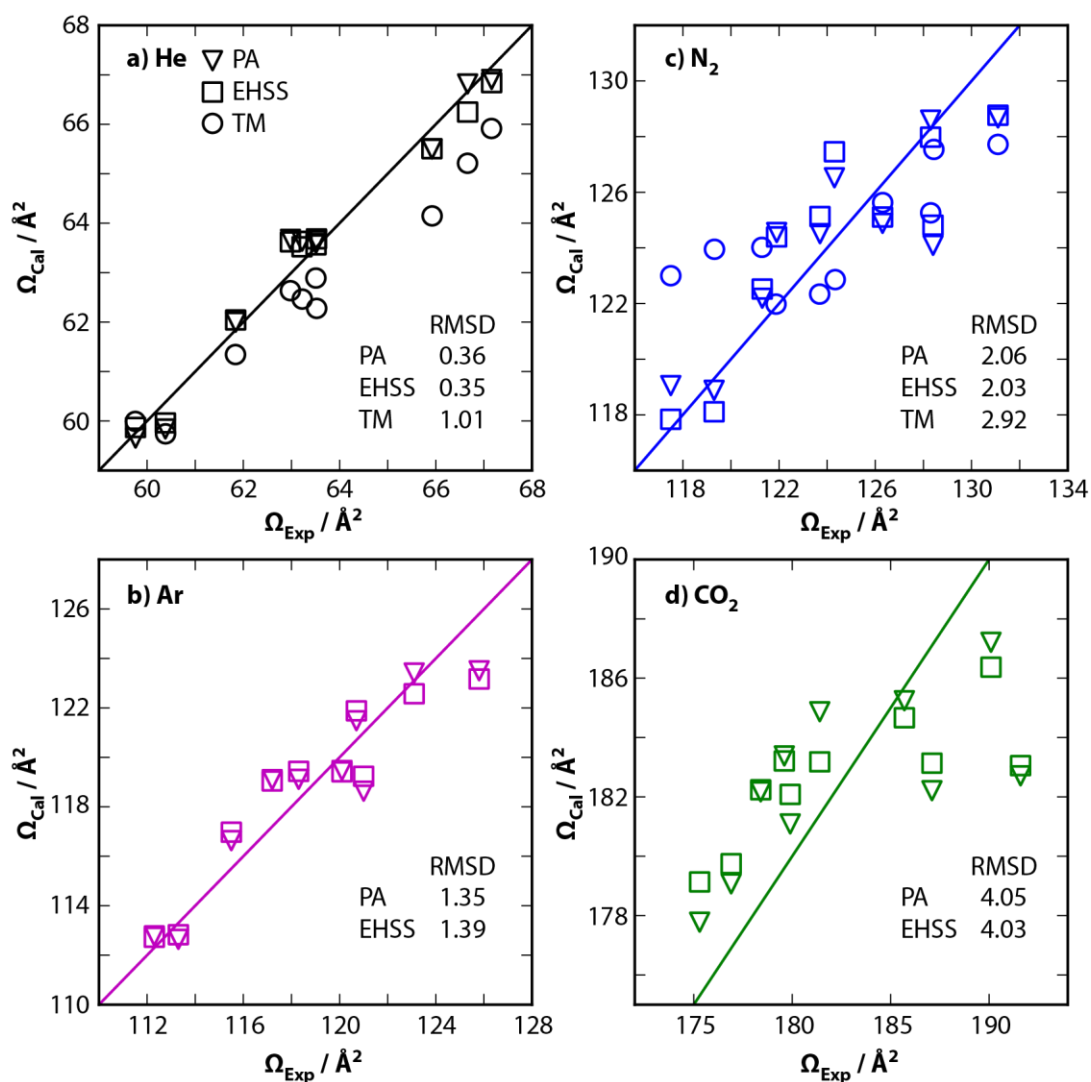 a) He
PA
EHSS
TM
68
66
64
62
60
Ω_Cal / Å²
RMSD
PA 0.36
EHSS 0.35
TM 1.01
60 62 64 66 68
Ω_Exp / Å²
c) N₂
130
126
122
118
Ω_Cal / Å²
RMSD
PA 2.06
EHSS 2.03
TM 2.92
118 122 126 130 134
Ω_Exp / Å²
b) Ar
126
122
118
114
110
Ω_Cal / Å²
RMSD
PA 1.35
EHSS 1.39
112 116 120 124 128
Ω_Exp / Å²
d) CO₂
190
186
182
178
Ω_Cal / Å²
RMSD
PA 4.05
EHSS 4.03
175 180 185 190
Ω_Exp / Å²